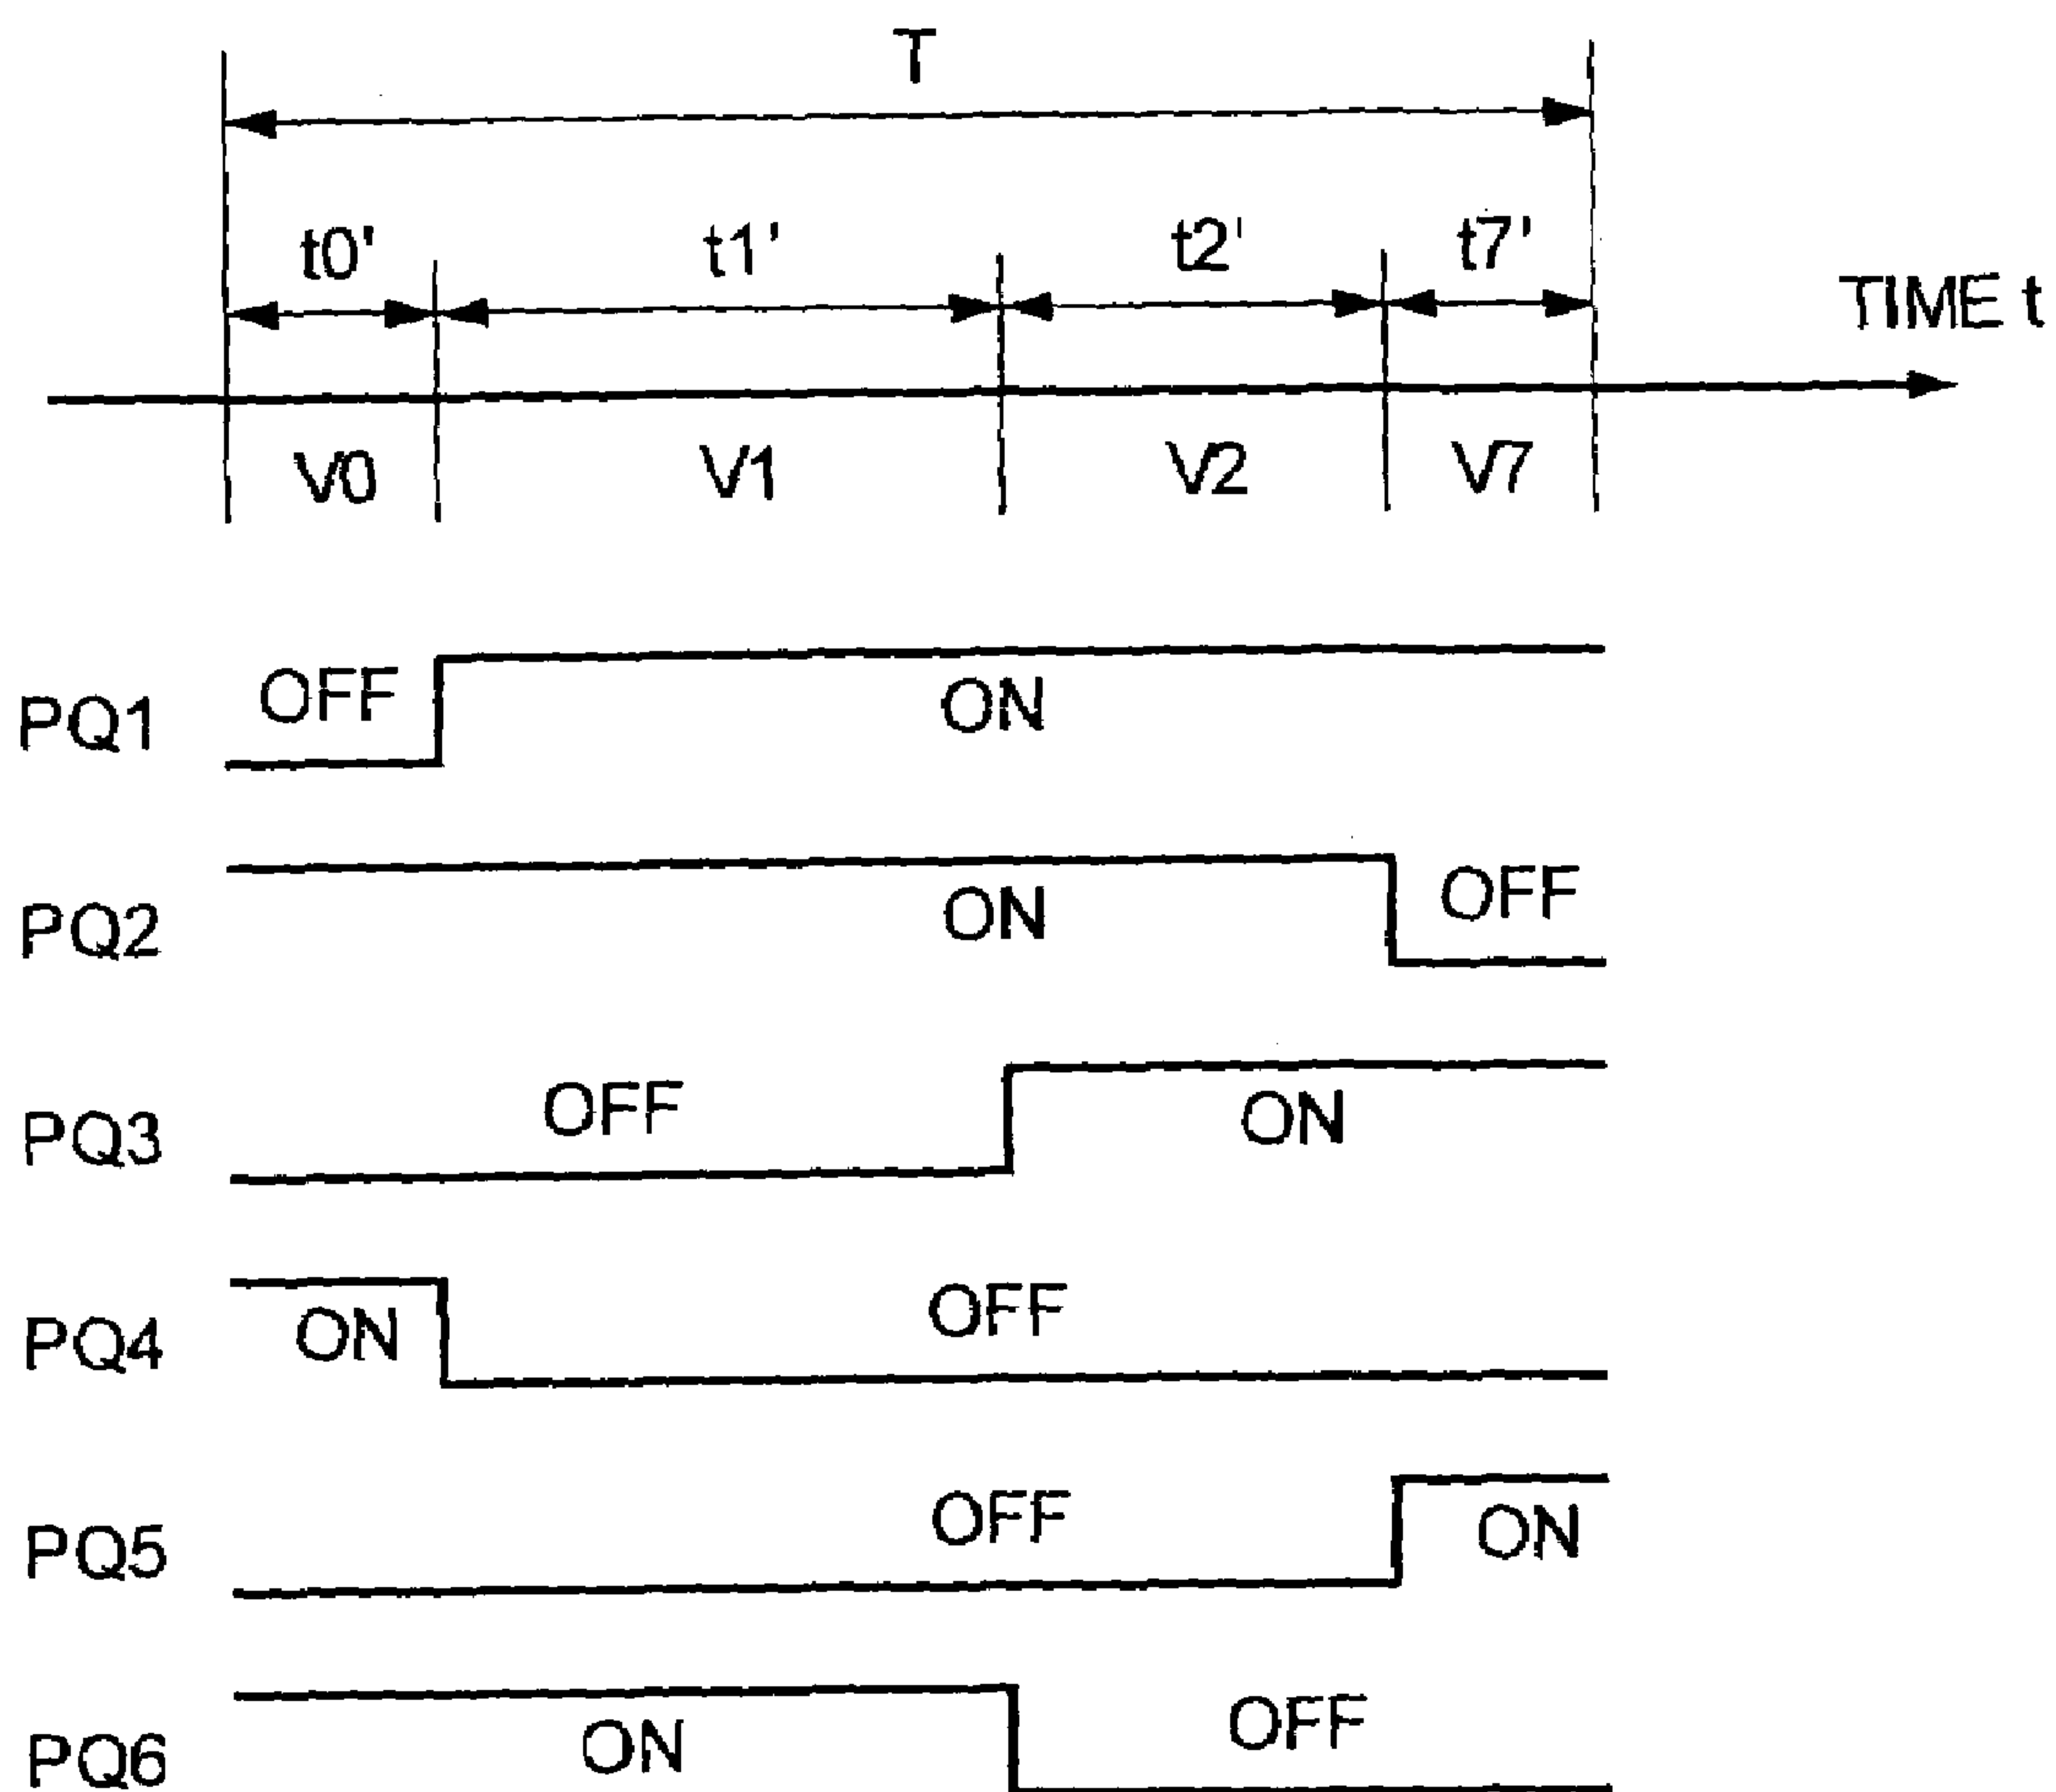 T
t0' t1' t2' t7'
TIME t
V0 V1 V2 V7
PQ1 OFF ON
PQ2 ON OFF
PQ3 OFF ON
PQ4 ON OFF
PQ5 OFF ON
PQ6 ON OFF